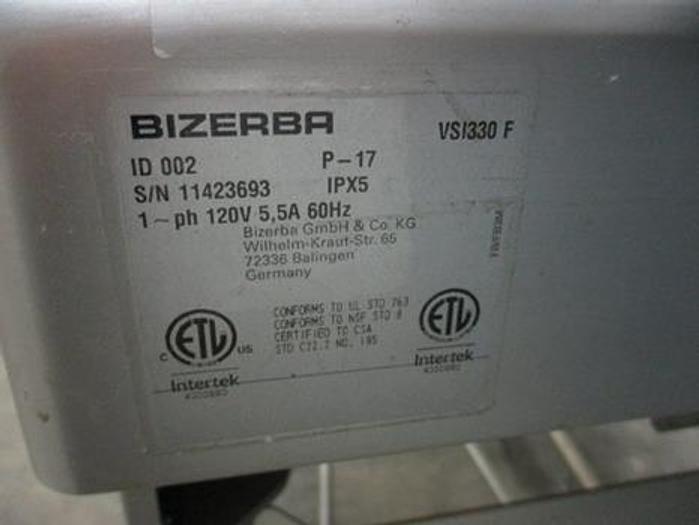 BIZERBA VSI330 F
ID 002 P-17
S/N 11423693 IPX5
1~ph 120V 5,5A 60Hz
Bizerba GmbH & Co. KG
Wilhelm-Kraut-Str. 65
72336 Balingen
Germany
CONFORMS TO UL STD 763
CONFORMS TO NSF STD 8
CERTIFIED TO CSA
STD C22.2 NO. 195
ETL
C US
Intertek
ETL
Intertek